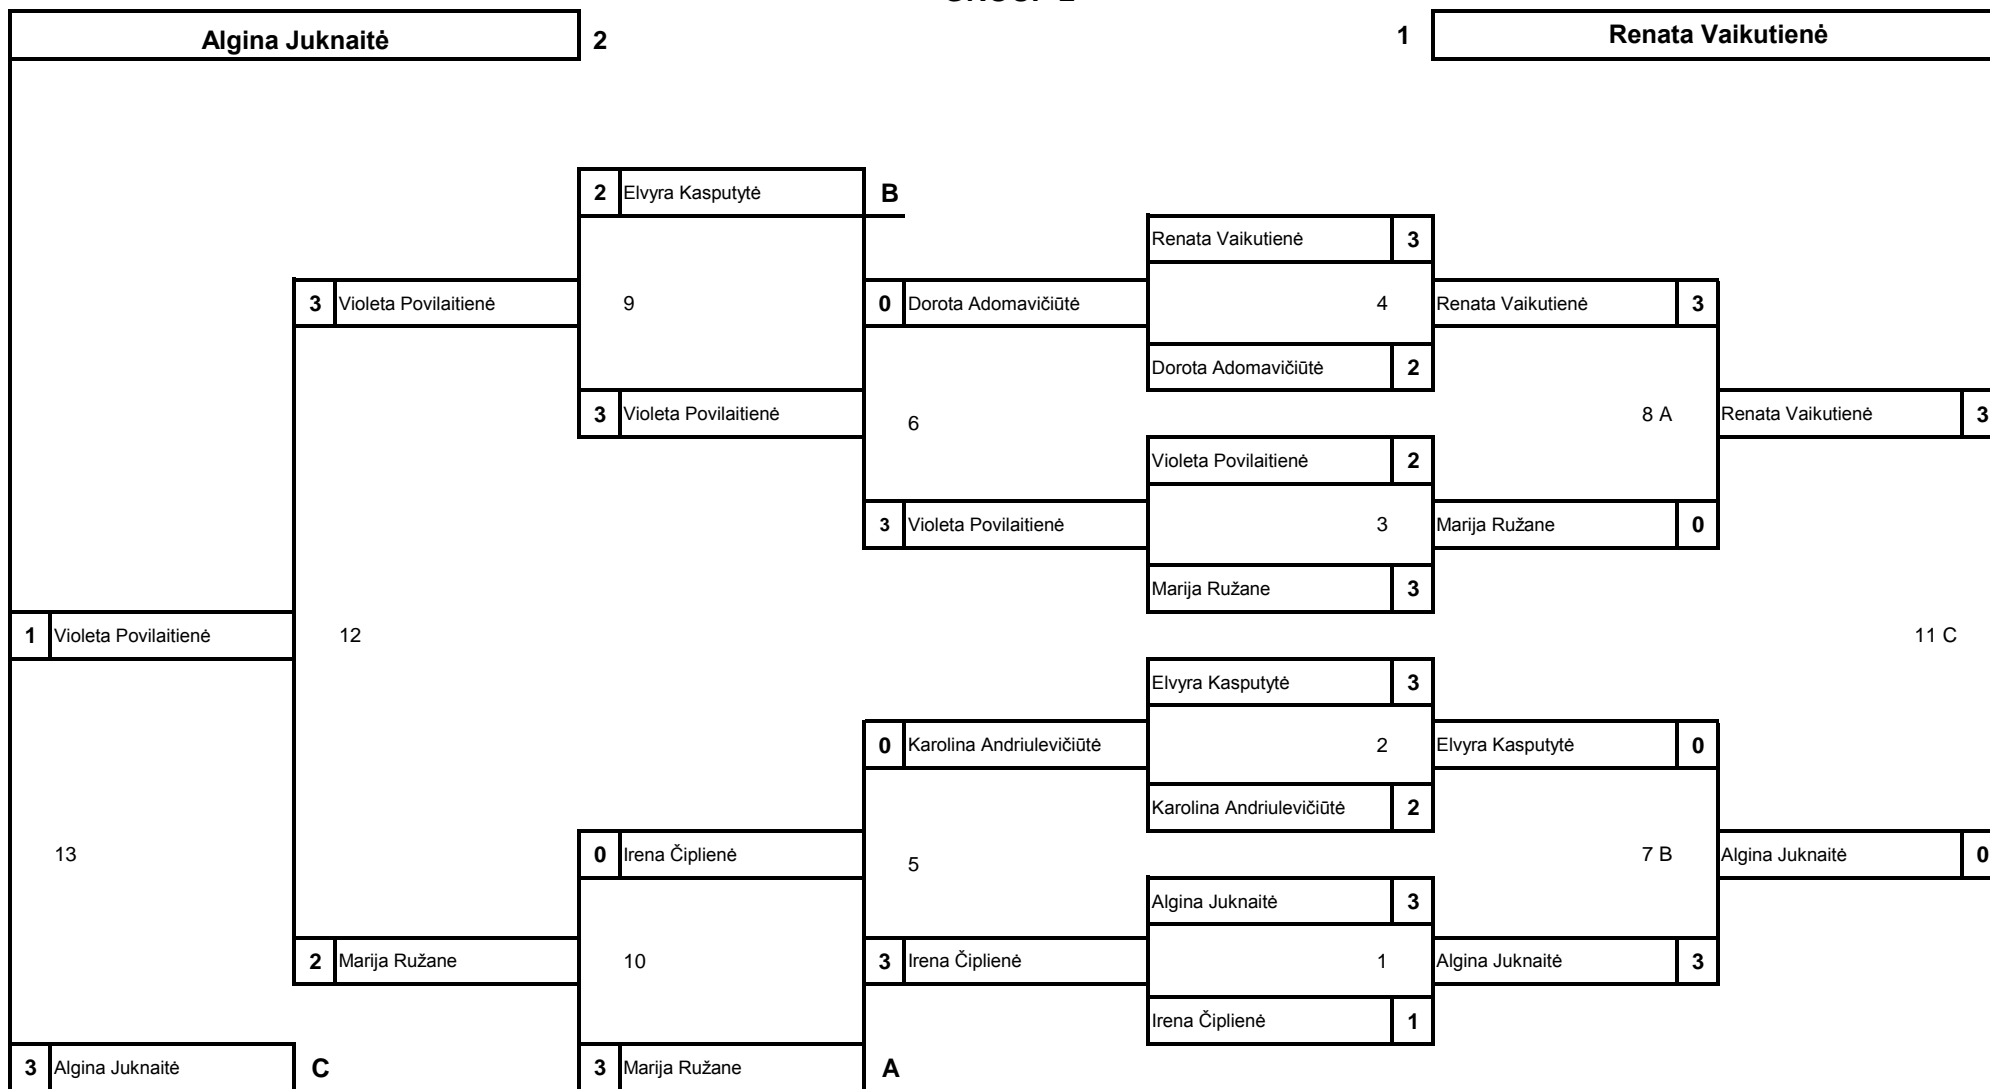 Algina Juknaitė 2 1 Renata Vaikutienė
2 Elvyra Kasputytė B
Renata Vaikutienė 3
3 Violeta Povilaitienė 9 0 Dorota Adomavičiūtė 4 Renata Vaikutienė 3
Dorota Adomavičiūtė 2
3 Violeta Povilaitienė 6 8 A Renata Vaikutienė 3
Violeta Povilaitienė 2
3 Violeta Povilaitienė 3 Marija Ružane 0
Marija Ružane 3
1 Violeta Povilaitienė 12 11 C
Elvyra Kasputytė 3
0 Karolina Andriulevičiūtė 2 Elvyra Kasputytė 0
Karolina Andriulevičiūtė 2
13 0 Irena Čiplienė 5 7 B Algina Juknaitė 0
Algina Juknaitė 3
2 Marija Ružane 10 3 Irena Čiplienė 1 Algina Juknaitė 3
Irena Čiplienė 1
3 Algina Juknaitė C 3 Marija Ružane A